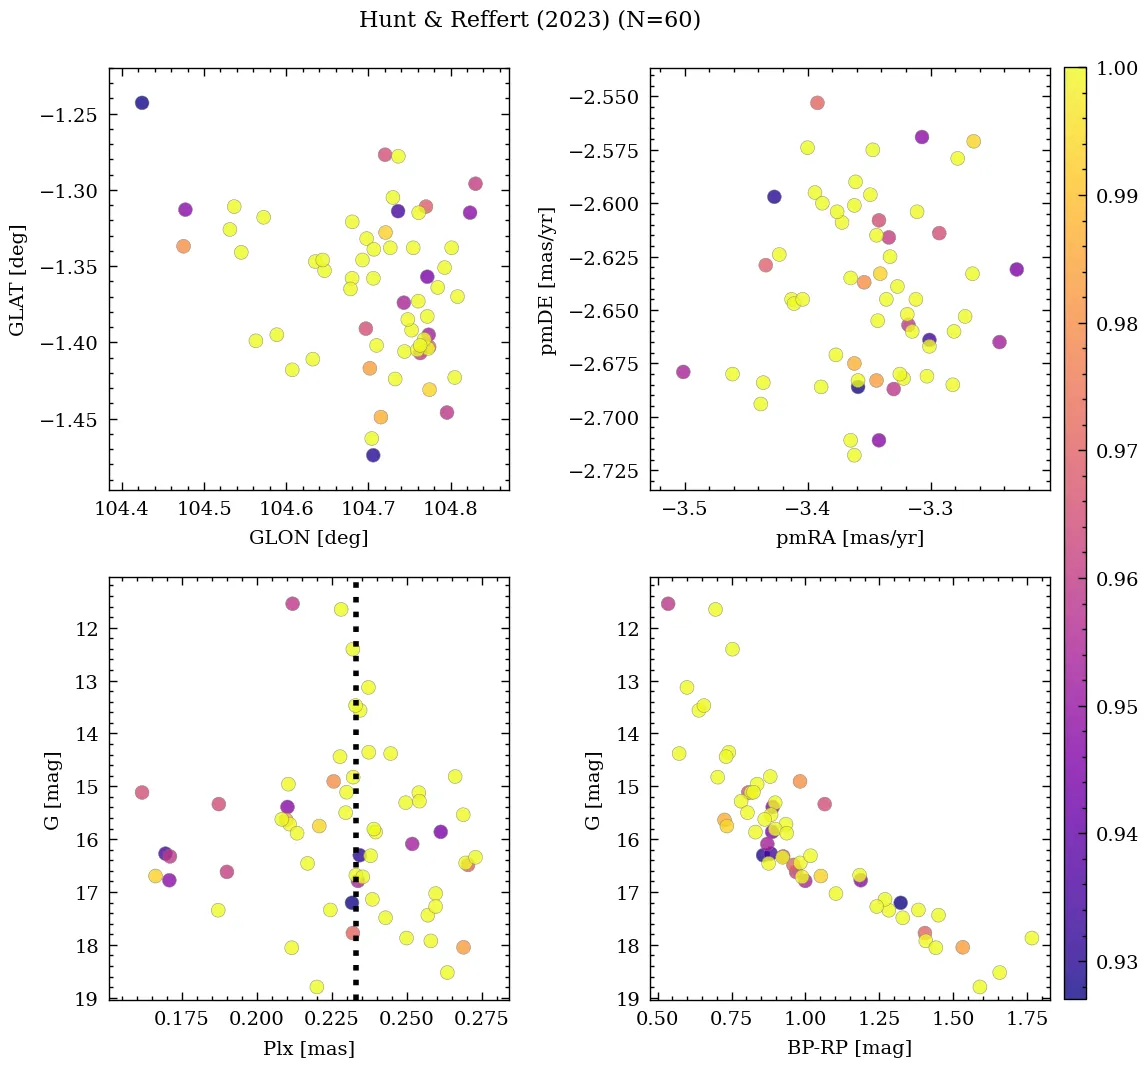 Hunt & Reffert (2023) (N=60)
−1.25
−1.30
−1.35
−1.40
−1.45
GLAT [deg]
104.4 104.5 104.6 104.7 104.8
GLON [deg]
−2.550
−2.575
−2.600
−2.625
−2.650
−2.675
−2.700
−2.725
pmDE [mas/yr]
−3.5 −3.4 −3.3
pmRA [mas/yr]
12
13
14
15
16
17
18
19
G [mag]
0.175 0.200 0.225 0.250 0.275
Plx [mas]
12
13
14
15
16
17
18
19
G [mag]
0.50 0.75 1.00 1.25 1.50 1.75
BP-RP [mag]
1.00
0.99
0.98
0.97
0.96
0.95
0.94
0.93